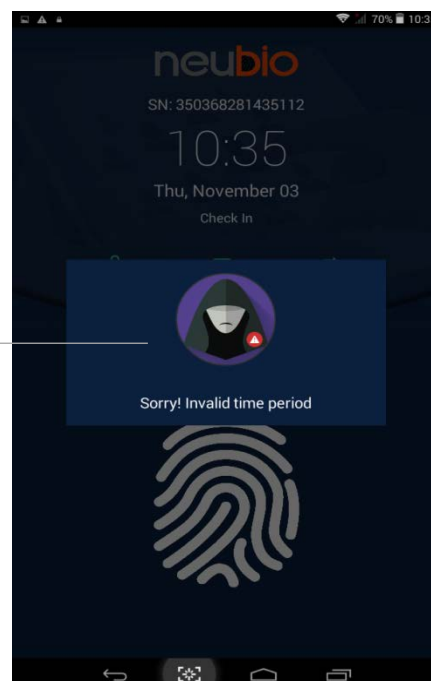 70% 10:3
neubio
SN: 350368281435112
10:35
Thu, November 03
Check In
Sorry! Invalid time period